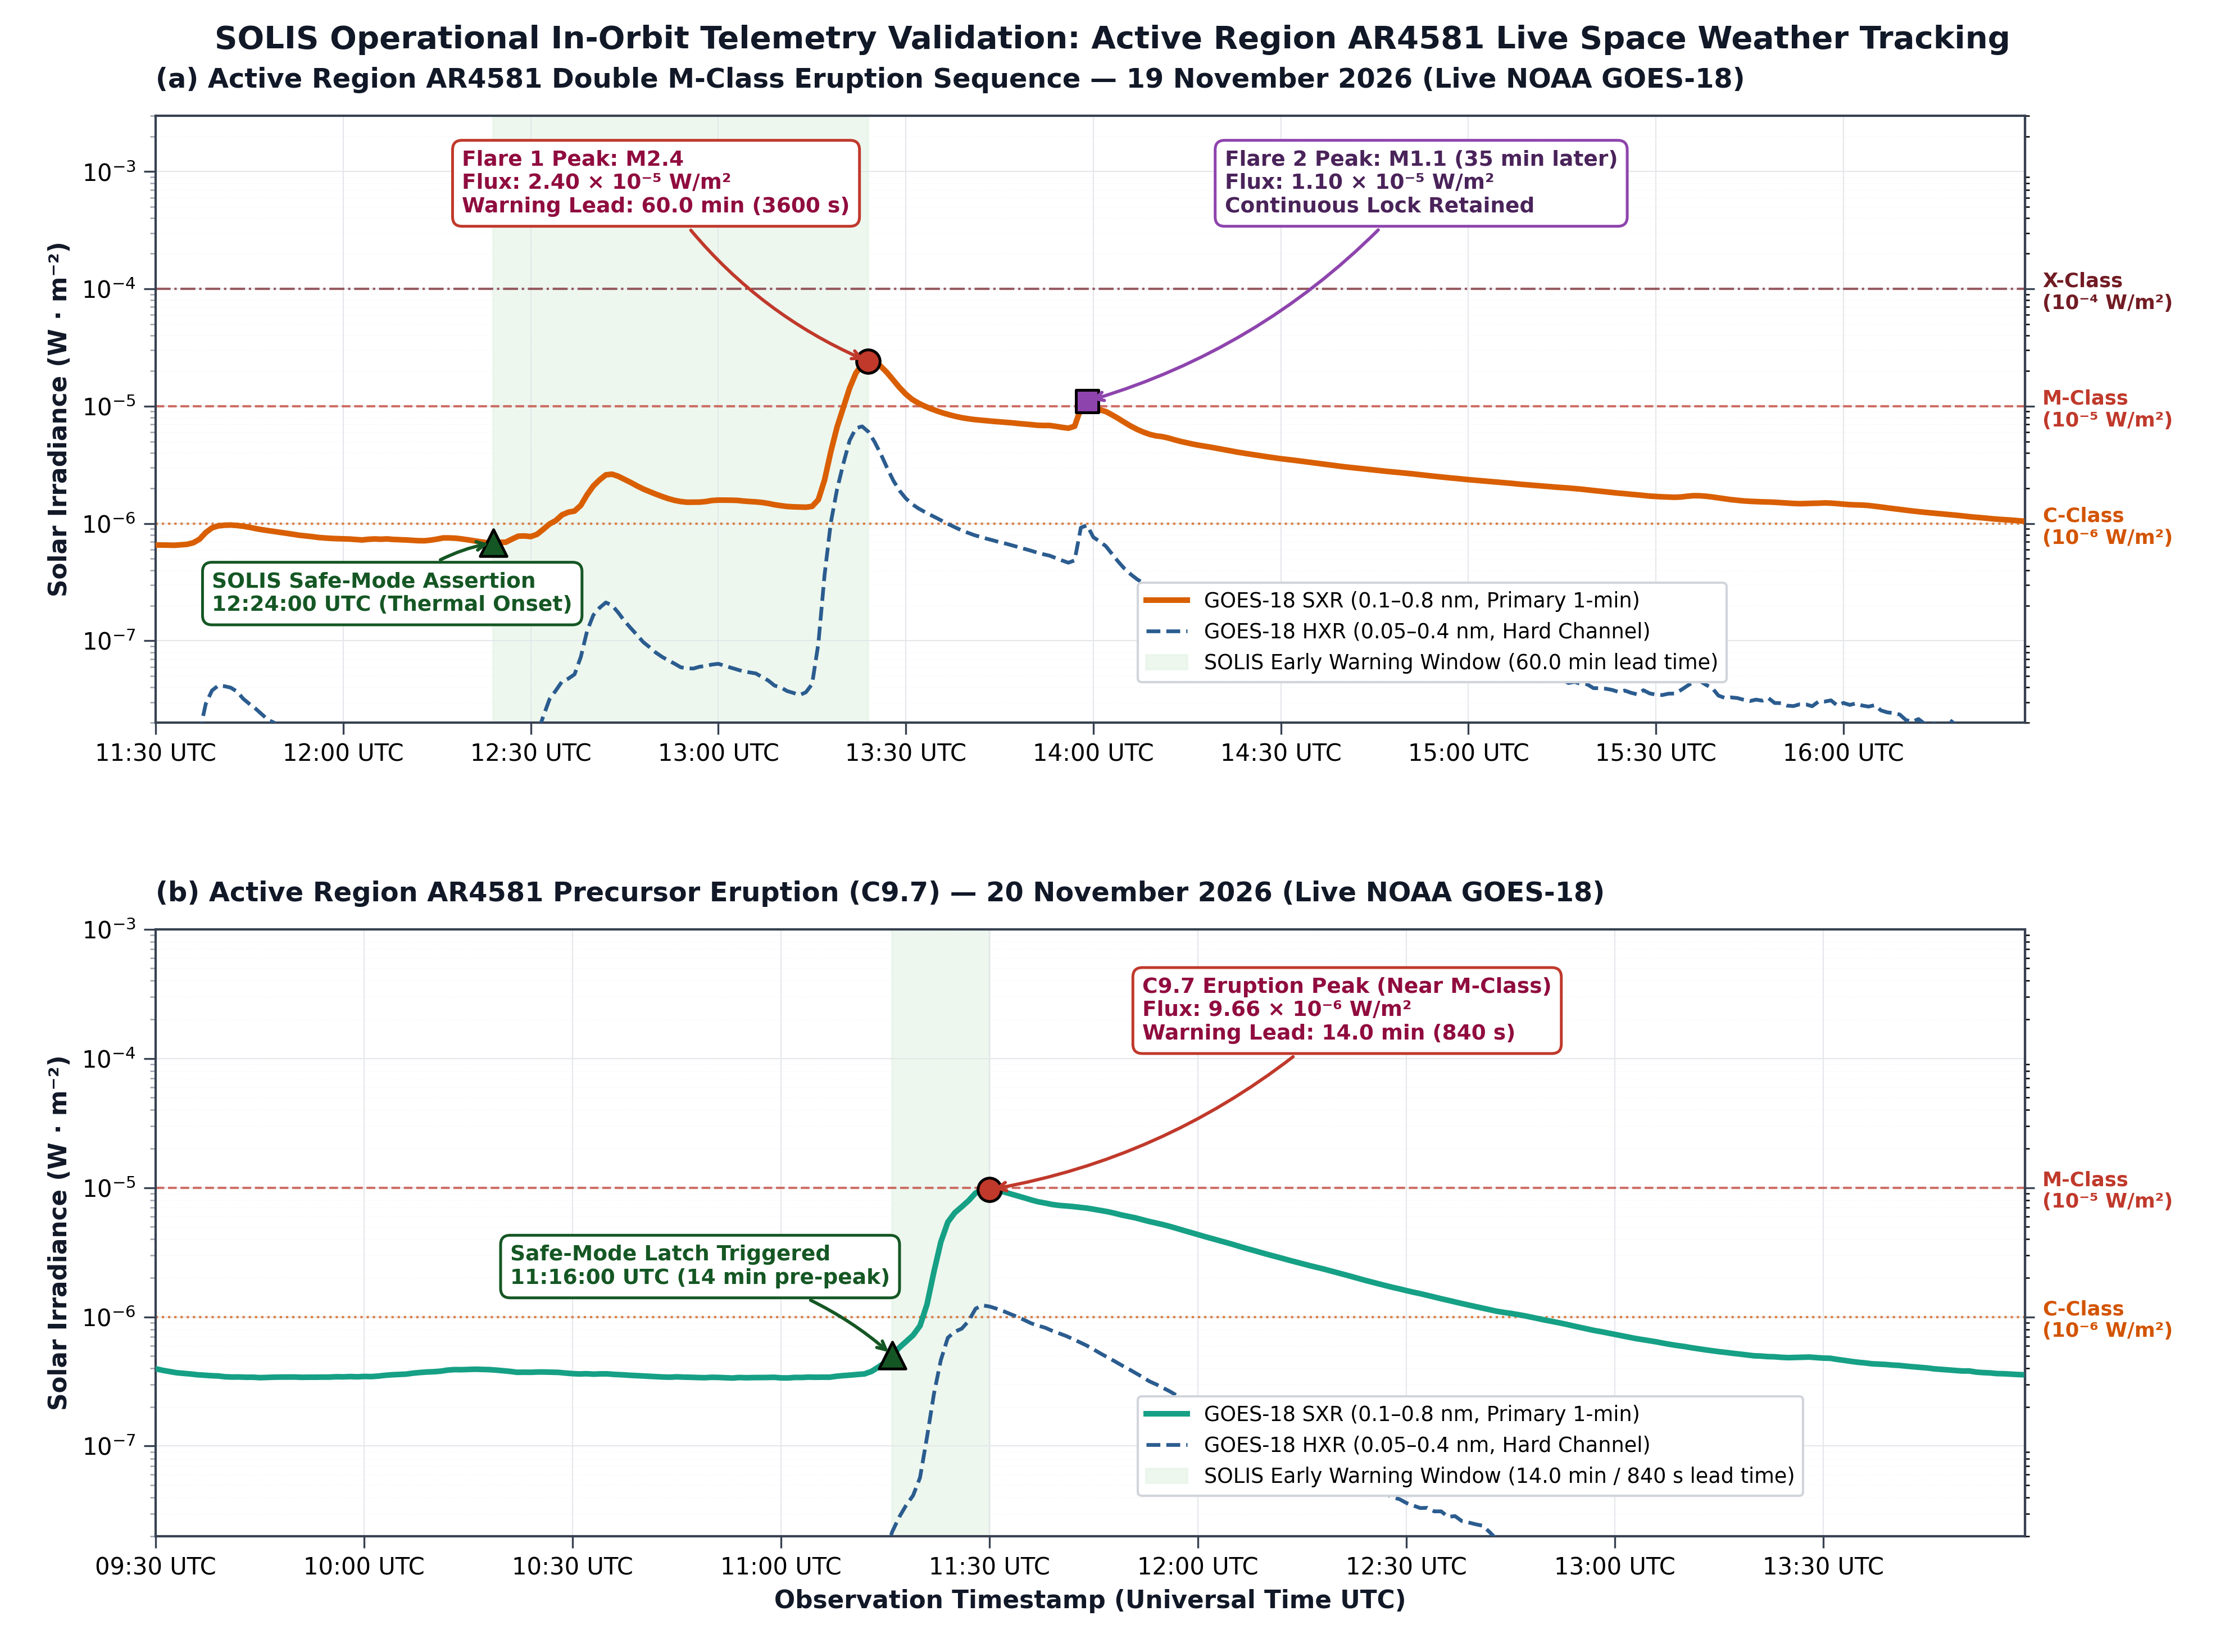 SOLIS Operational In-Orbit Telemetry Validation: Active Region AR4581 Live Space Weather Tracking
(a) Active Region AR4581 Double M-Class Eruption Sequence — 19 November 2026 (Live NOAA GOES-18)
Solar Irradiance (W · m⁻²)
10⁻³
10⁻⁴
10⁻⁵
10⁻⁶
10⁻⁷
Flare 1 Peak: M2.4
Flux: 2.40 × 10⁻⁵ W/m²
Warning Lead: 60.0 min (3600 s)
Flare 2 Peak: M1.1 (35 min later)
Flux: 1.10 × 10⁻⁵ W/m²
Continuous Lock Retained
X-Class
(10⁻⁴ W/m²)
M-Class
(10⁻⁵ W/m²)
C-Class
(10⁻⁶ W/m²)
SOLIS Safe-Mode Assertion
12:24:00 UTC (Thermal Onset)
GOES-18 SXR (0.1–0.8 nm, Primary 1-min)
GOES-18 HXR (0.05–0.4 nm, Hard Channel)
SOLIS Early Warning Window (60.0 min lead time)
11:30 UTC
12:00 UTC
12:30 UTC
13:00 UTC
13:30 UTC
14:00 UTC
14:30 UTC
15:00 UTC
15:30 UTC
16:00 UTC
(b) Active Region AR4581 Precursor Eruption (C9.7) — 20 November 2026 (Live NOAA GOES-18)
Solar Irradiance (W · m⁻²)
10⁻³
10⁻⁴
10⁻⁵
10⁻⁶
10⁻⁷
C9.7 Eruption Peak (Near M-Class)
Flux: 9.66 × 10⁻⁶ W/m²
Warning Lead: 14.0 min (840 s)
M-Class
(10⁻⁵ W/m²)
C-Class
(10⁻⁶ W/m²)
Safe-Mode Latch Triggered
11:16:00 UTC (14 min pre-peak)
GOES-18 SXR (0.1–0.8 nm, Primary 1-min)
GOES-18 HXR (0.05–0.4 nm, Hard Channel)
SOLIS Early Warning Window (14.0 min / 840 s lead time)
09:30 UTC
10:00 UTC
10:30 UTC
11:00 UTC
11:30 UTC
12:00 UTC
12:30 UTC
13:00 UTC
13:30 UTC
Observation Timestamp (Universal Time UTC)